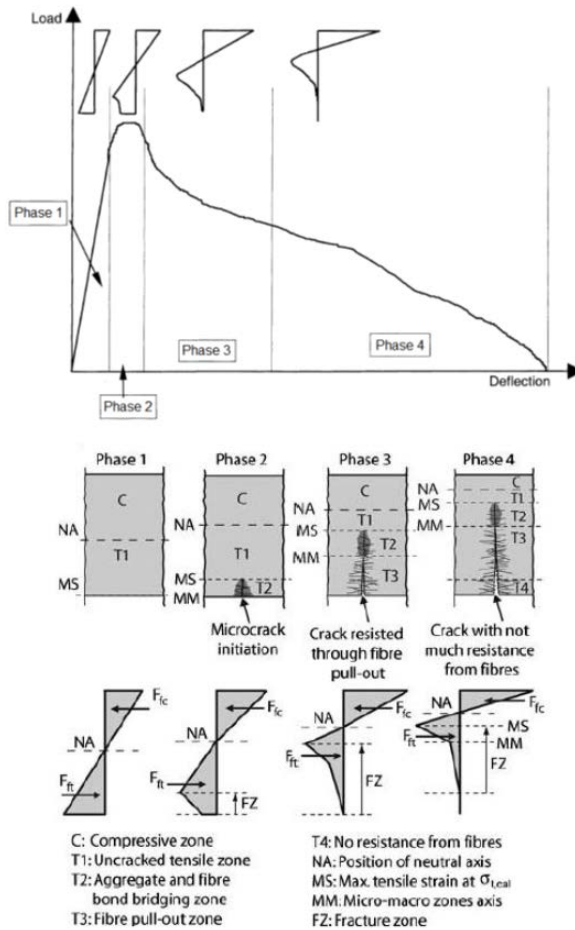 Load
Phase 1
Phase 3
Phase 4
Deflection
Phase 2
Phase 1
Phase 2
Phase 3
Phase 4
C
NA
T1
MS
C
NA
T1
MS
T2
MM
C
NA
T1
MS
T2
MM
T3
C
NA
T1
MS
T2
MM
T3
T4
Microcrack
initiation
Crack resisted
through fibre
pull-out
Crack with not
much resistance
from fibres
Ffc
NA
Fft
Ffc
NA
Fft
FZ
Ffc
NA
Fft
FZ
Ffc
NA
MS
MM
Fft
FZ
C: Compressive zone
T1: Uncracked tensile zone
T2: Aggregate and fibre
bond bridging zone
T3: Fibre pull-out zone
T4: No resistance from fibres
NA: Position of neutral axis
MS: Max. tensile strain at σt,eal
MM: Micro-macro zones axis
FZ: Fracture zone